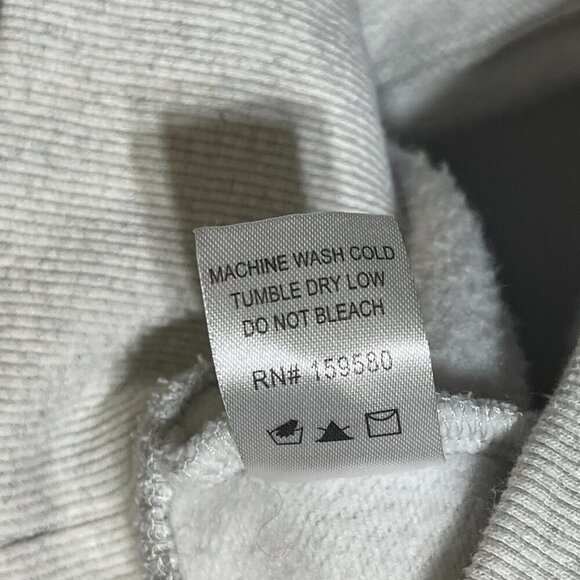 MACHINE WASH COLD
TUMBLE DRY LOW
DO NOT BLEACH
RN# 159580